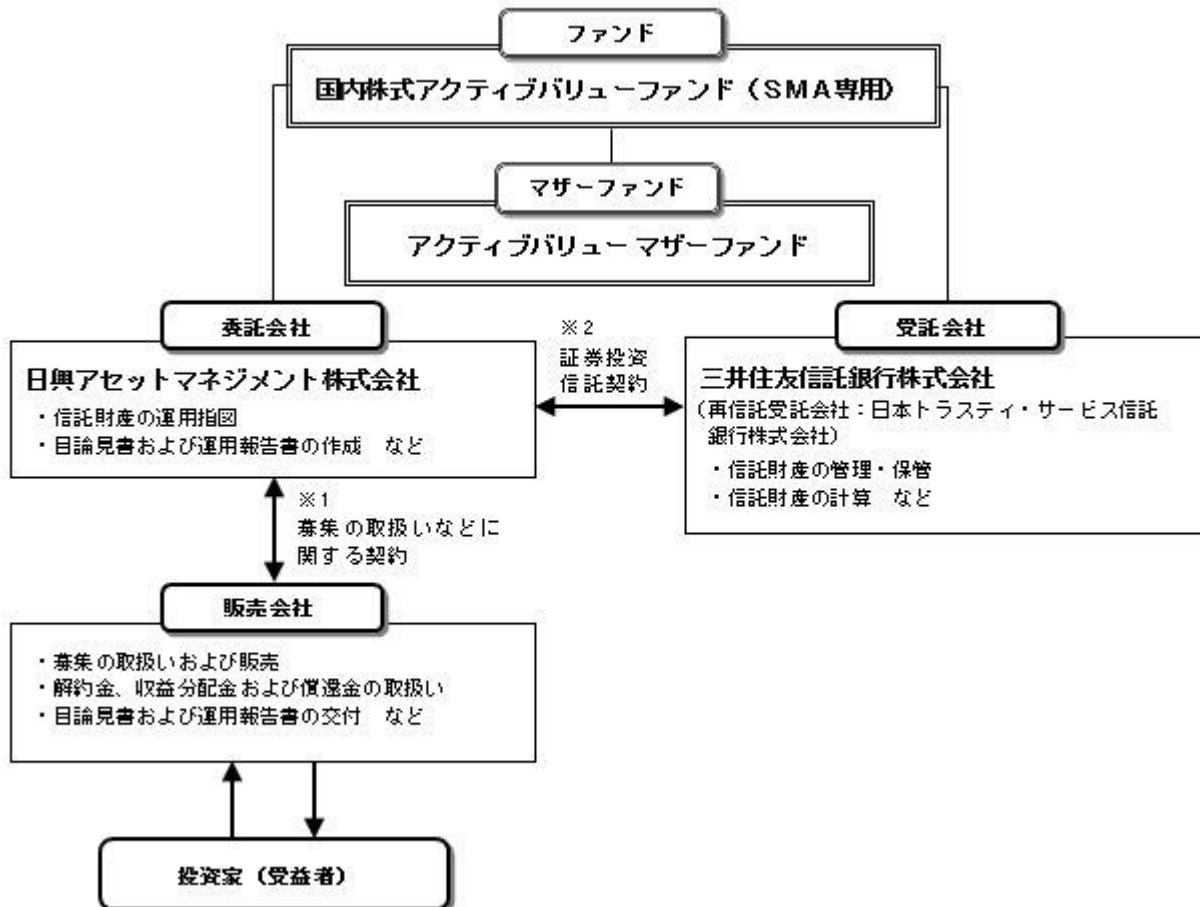 ファンド
国内株式アクティブバリューファンド（SMA専用）
マザーファンド
アクティブバリュー マザーファンド
委託会社
日興アセットマネジメント株式会社
・信託財産の運用指図
・目論見書および運用報告書の作成　など
※2
証券投資
信託契約
受託会社
三井住友信託銀行株式会社
（再信託受託会社：日本トラスティ・サービス信託
銀行株式会社）
・信託財産の管理・保管
・信託財産の計算　など
※1
募集の取扱いなどに
関する契約
販売会社
・募集の取扱いおよび販売
・解約金、収益分配金および償還金の取扱い
・目論見書および運用報告書の交付　など
投資家（受益者）